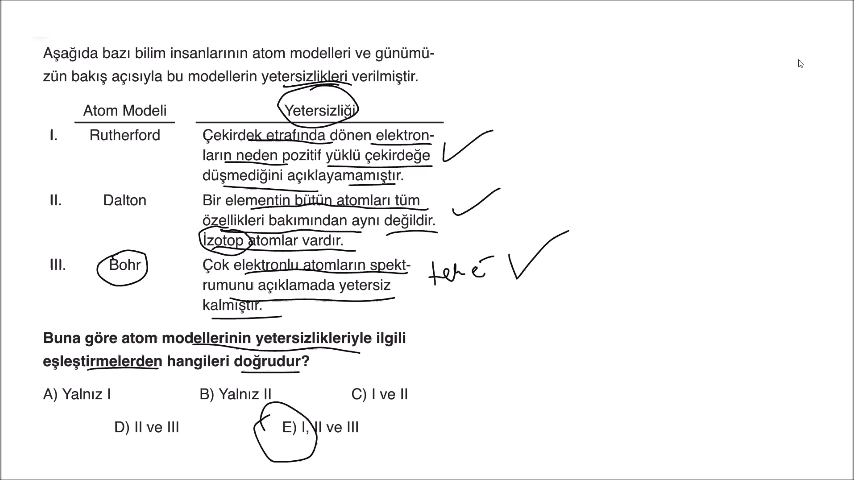 Aşağıda bazı bilim insanlarının atom modelleri ve günümü-
zün bakış açısıyla bu modellerin yetersizlikleri verilmiştir.
Atom Modeli Yetersizliği
I. Rutherford Çekirdek etrafında dönen elektron-
ların neden pozitif yüklü çekirdeğe
düşmediğini açıklayamamıştır.
II. Dalton Bir elementin bütün atomları tüm
özellikleri bakımından aynı değildir.
İzotop atomlar vardır.
III. Bohr Çok elektronlu atomların spekt-
rumunu açıklamada yetersiz
kalmıştır.
Buna göre atom modellerinin yetersizlikleriyle ilgili
eşleştirmelerden hangileri doğrudur?
A) Yalnız I B) Yalnız II C) I ve II
D) II ve III E) I, II ve III